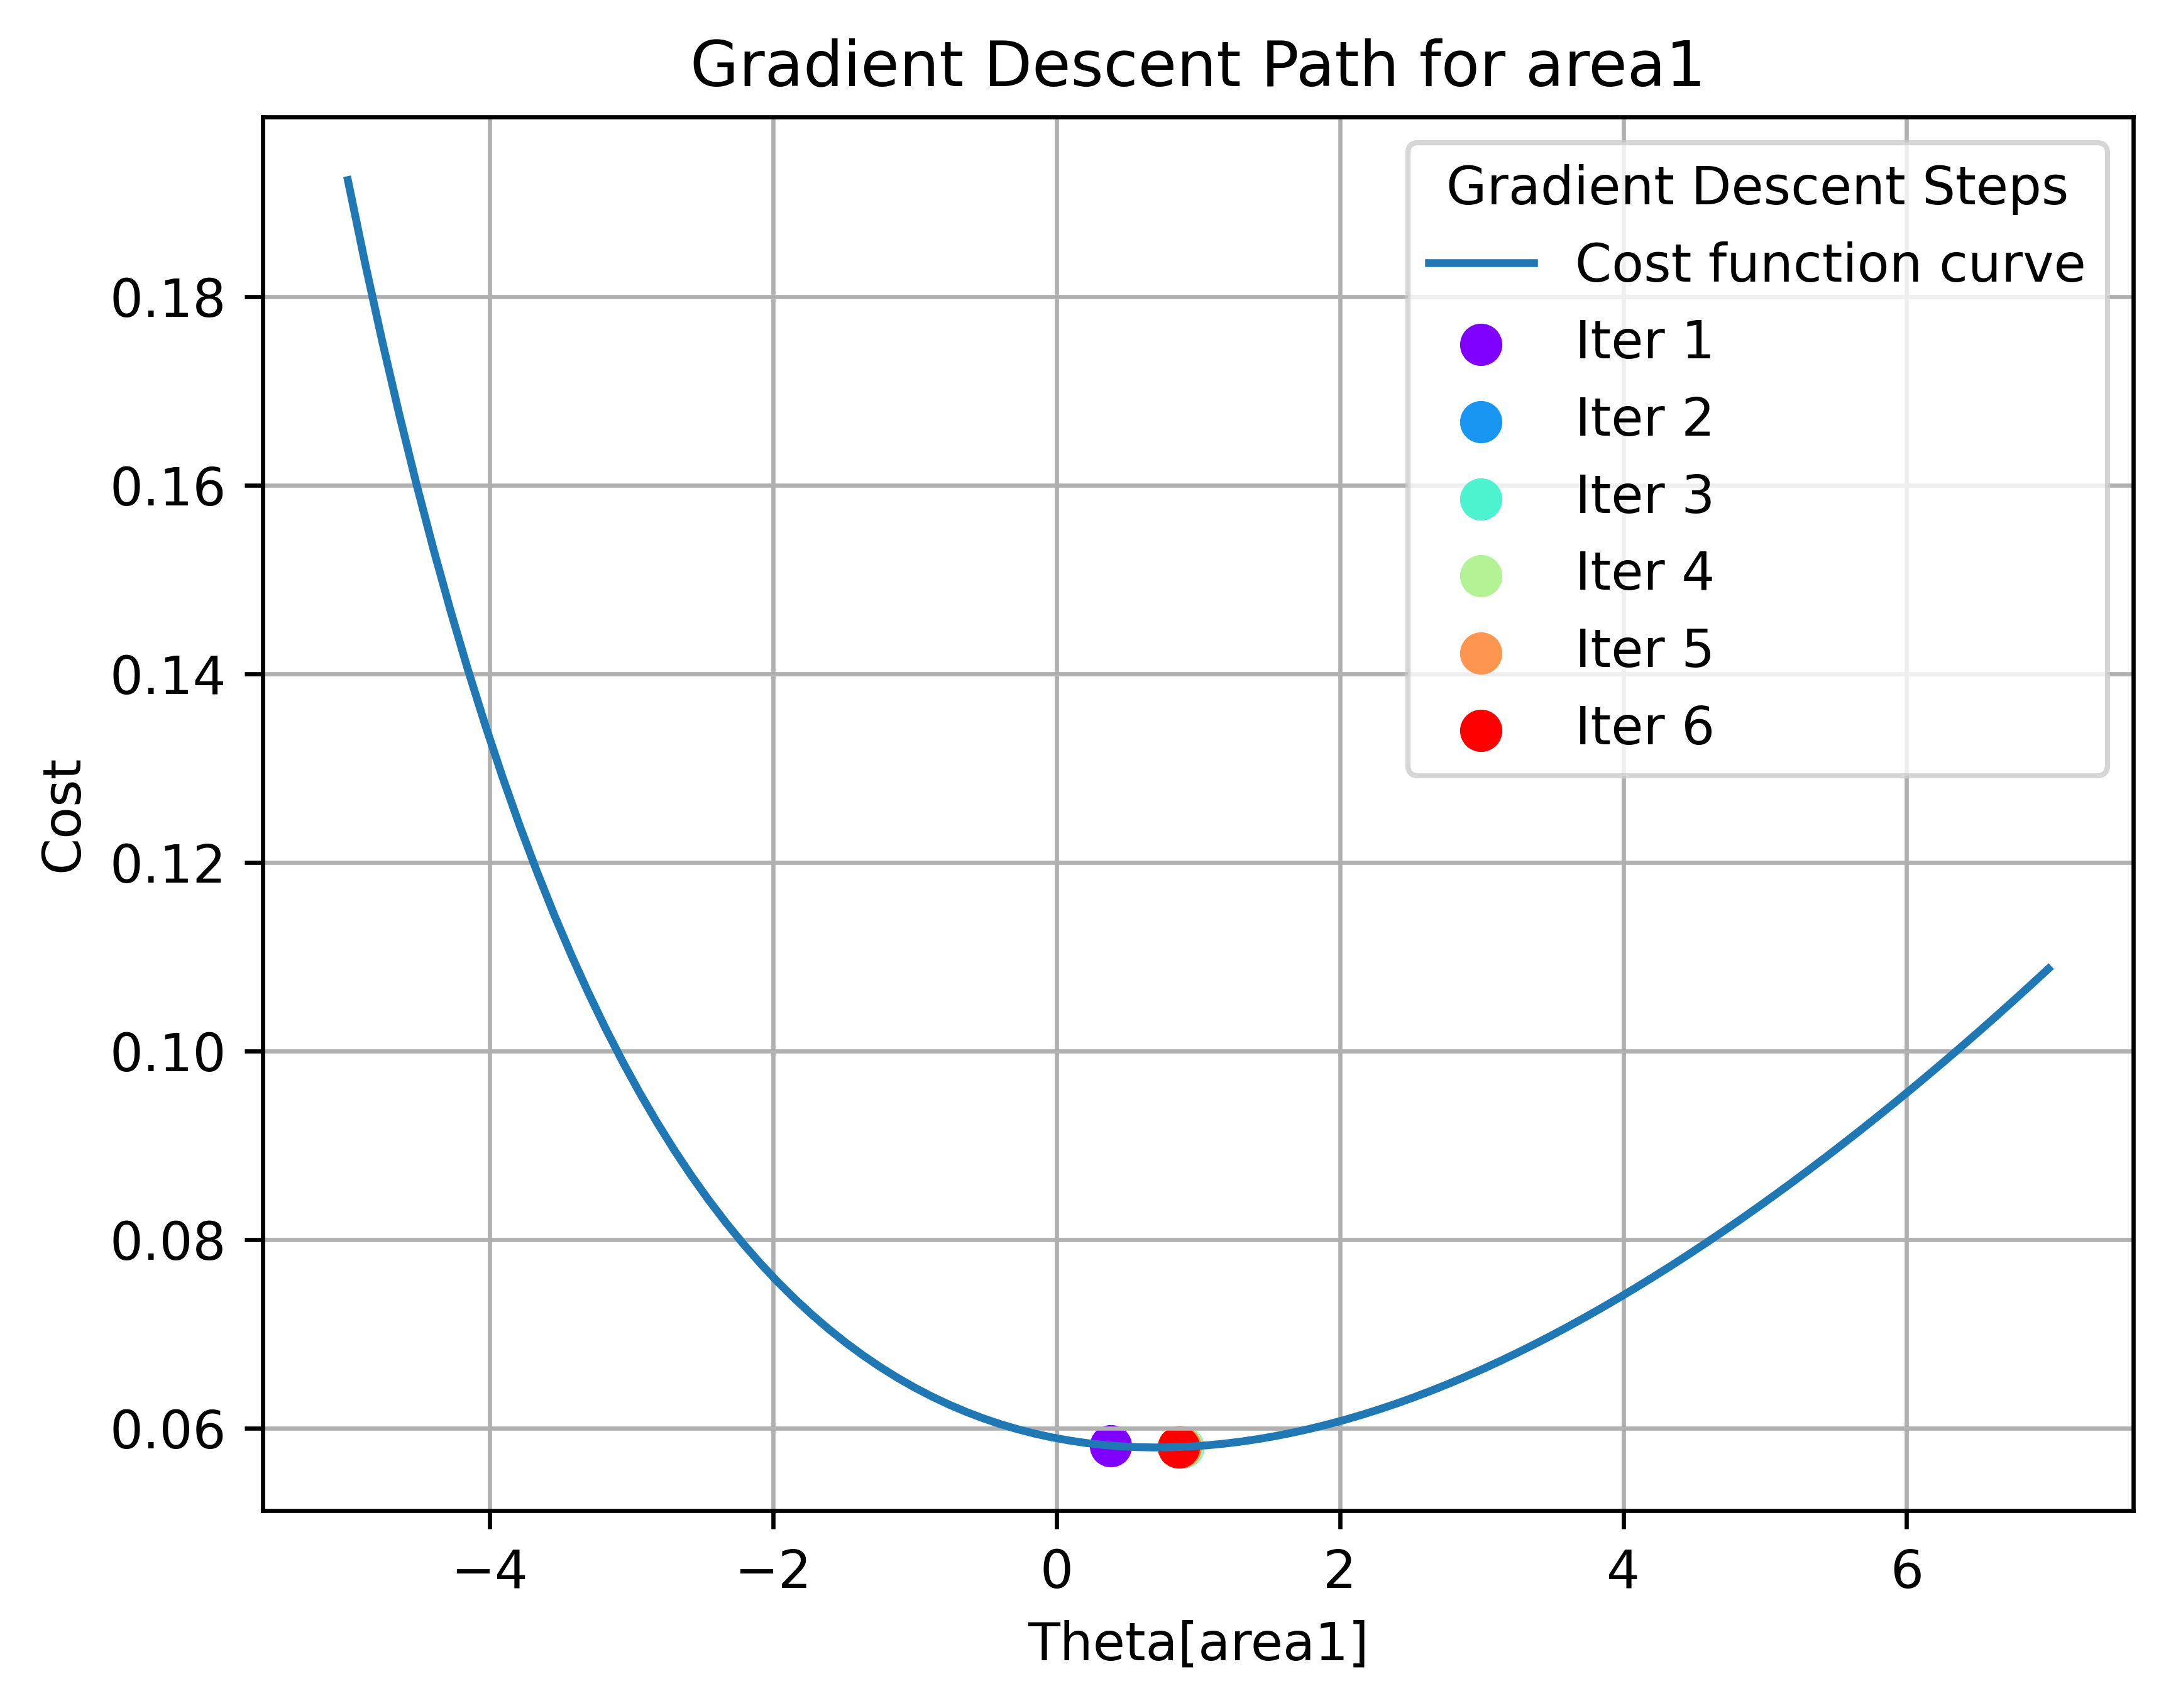 Gradient Descent Path for area1
Gradient Descent Steps
Cost function curve
Iter 1
Iter 2
Iter 3
Iter 4
Iter 5
Iter 6
Cost
0.18
0.16
0.14
0.12
0.10
0.08
0.06
−4 −2 0 2 4 6
Theta[area1]